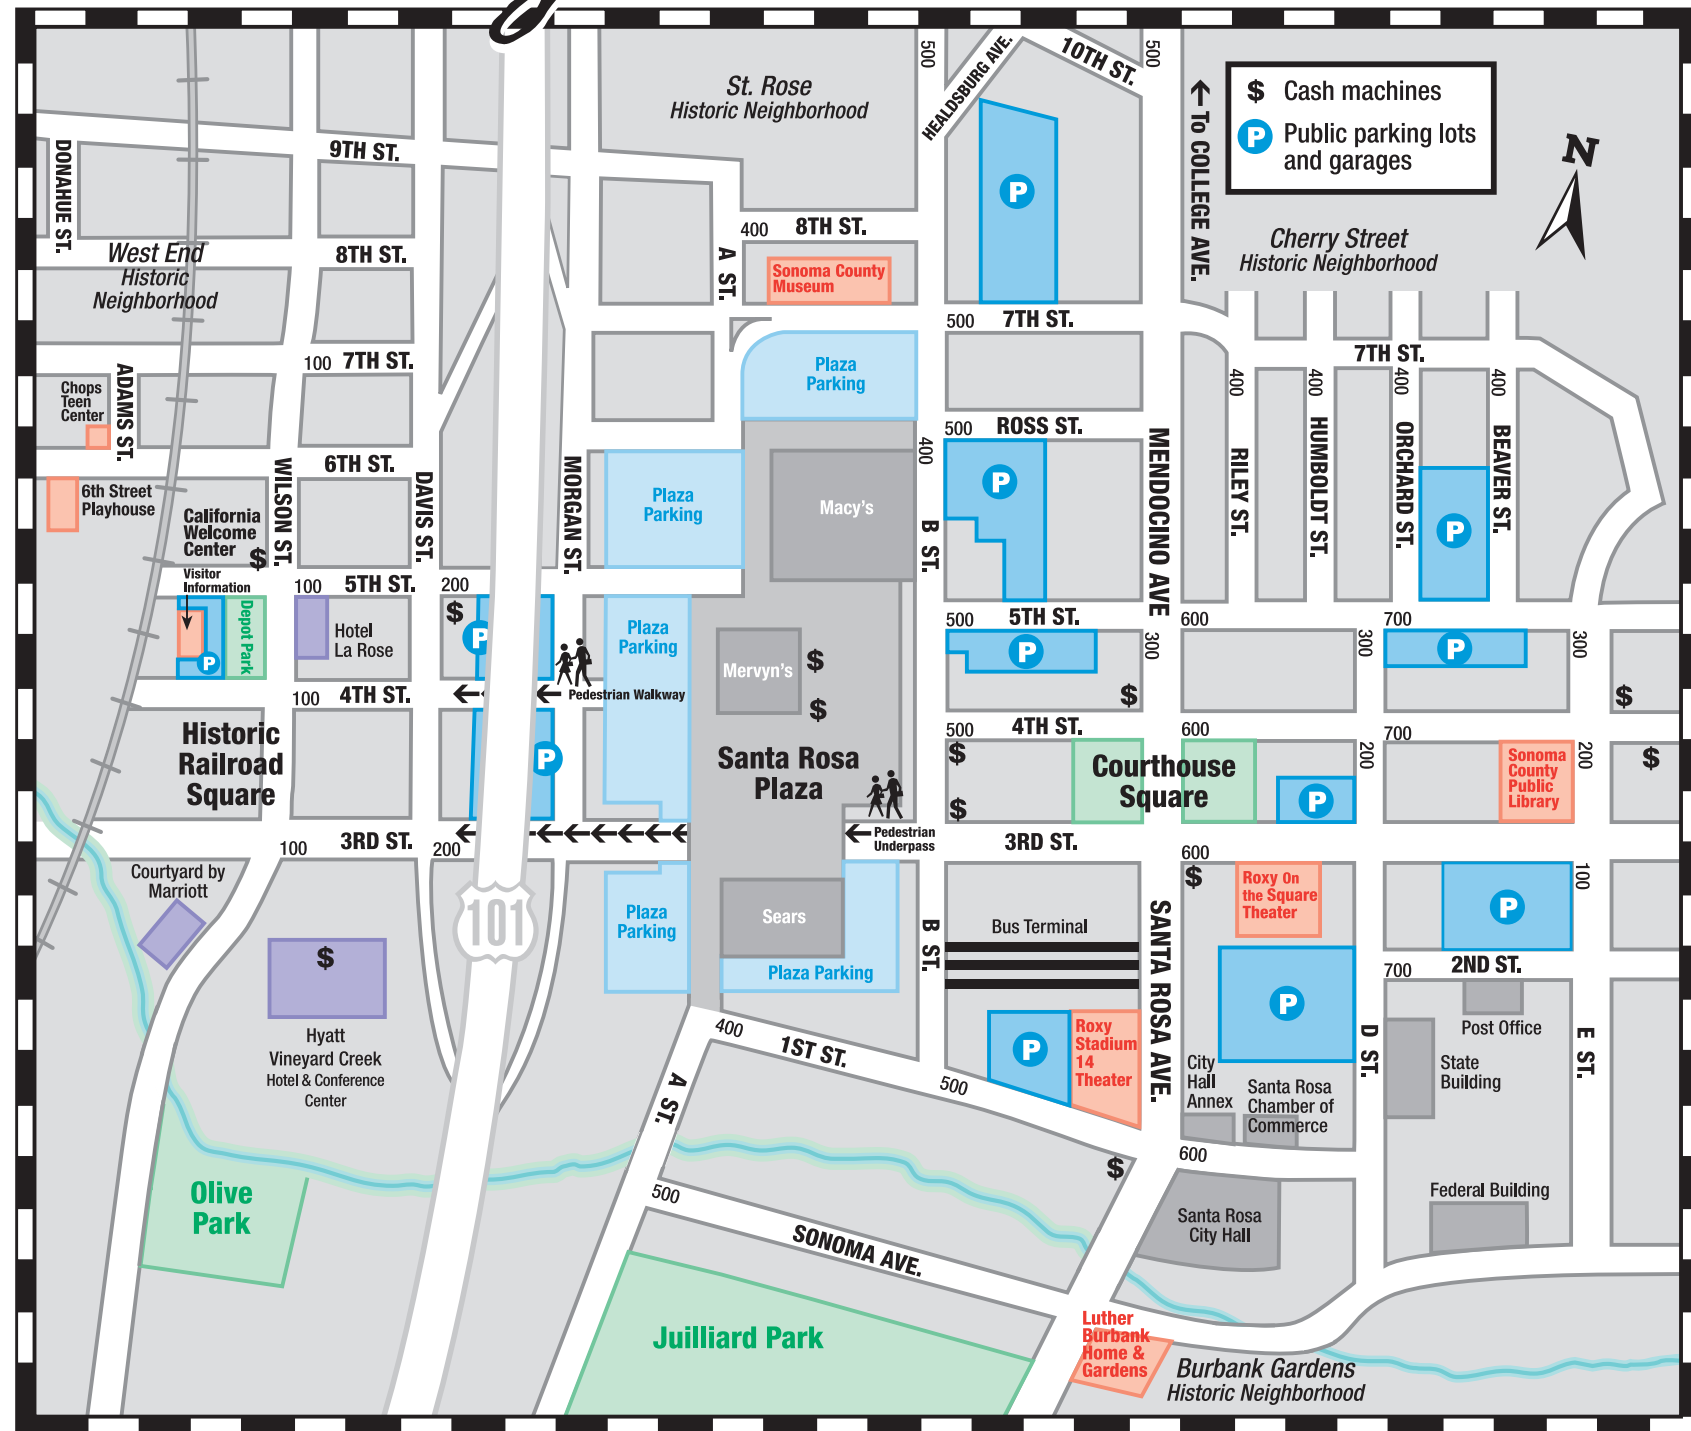 500
HEALDSBURG AVE.
10TH ST.
500
St. Rose
Historic Neighborhood
$ Cash machines
P Public parking lots
and garages
N
← To COLLEGE AVE.
DONAHUE ST.
9TH ST.
P
400
8TH ST.
A ST.
Sonoma County
Museum
West End
Historic
Neighborhood
8TH ST.
Cherry Street
Historic Neighborhood
500
7TH ST.
7TH ST.
100
7TH ST.
Chops
Teen
Center
ADAMS ST.
Plaza
Parking
400
400
400
400
500
ROSS ST.
400
RILEY ST.
HUMBOLDT ST.
ORCHARD ST.
BEAVER ST.
MENDOCINO AVE
WILSON ST.
6TH ST.
DAVIS ST.
MORGAN ST.
6th Street
Playhouse
Plaza
Parking
Macy's
B ST.
P
P
California
Welcome
Center
$
Visitor
Information
P
Depot Park
100
5TH ST.
200
$
P
Hotel
La Rose
Plaza
Parking
500
5TH ST.
600
700
P
P
300
300
300
Mervyn's
$
$
$
$
Pedestrian Walkway
100
4TH ST.
500
4TH ST.
600
700
Historic
Railroad
Square
P
Santa Rosa
Plaza
$
$
Courthouse
Square
P
200
Sonoma
County
Public
Library
200
$
Pedestrian
Underpass
100
3RD ST.
200
3RD ST.
600
Courtyard by
Marriott
101
Plaza
Parking
Sears
Plaza Parking
B ST.
Bus Terminal
SANTA ROSA AVE.
$
Roxy On
the Square
Theater
P
100
700
2ND ST.
$
Hyatt
Vineyard Creek
Hotel & Conference
Center
400
1ST ST.
A ST.
500
P
Roxy
Stadium
14
Theater
P
City
Hall
Annex
Santa Rosa
Chamber of
Commerce
D ST.
Post Office
State
Building
E ST.
600
$
Olive
Park
500
SONOMA AVE.
Santa Rosa
City Hall
Federal Building
Juilliard Park
Luther
Burbank
Home &
Gardens
Burbank Gardens
Historic Neighborhood